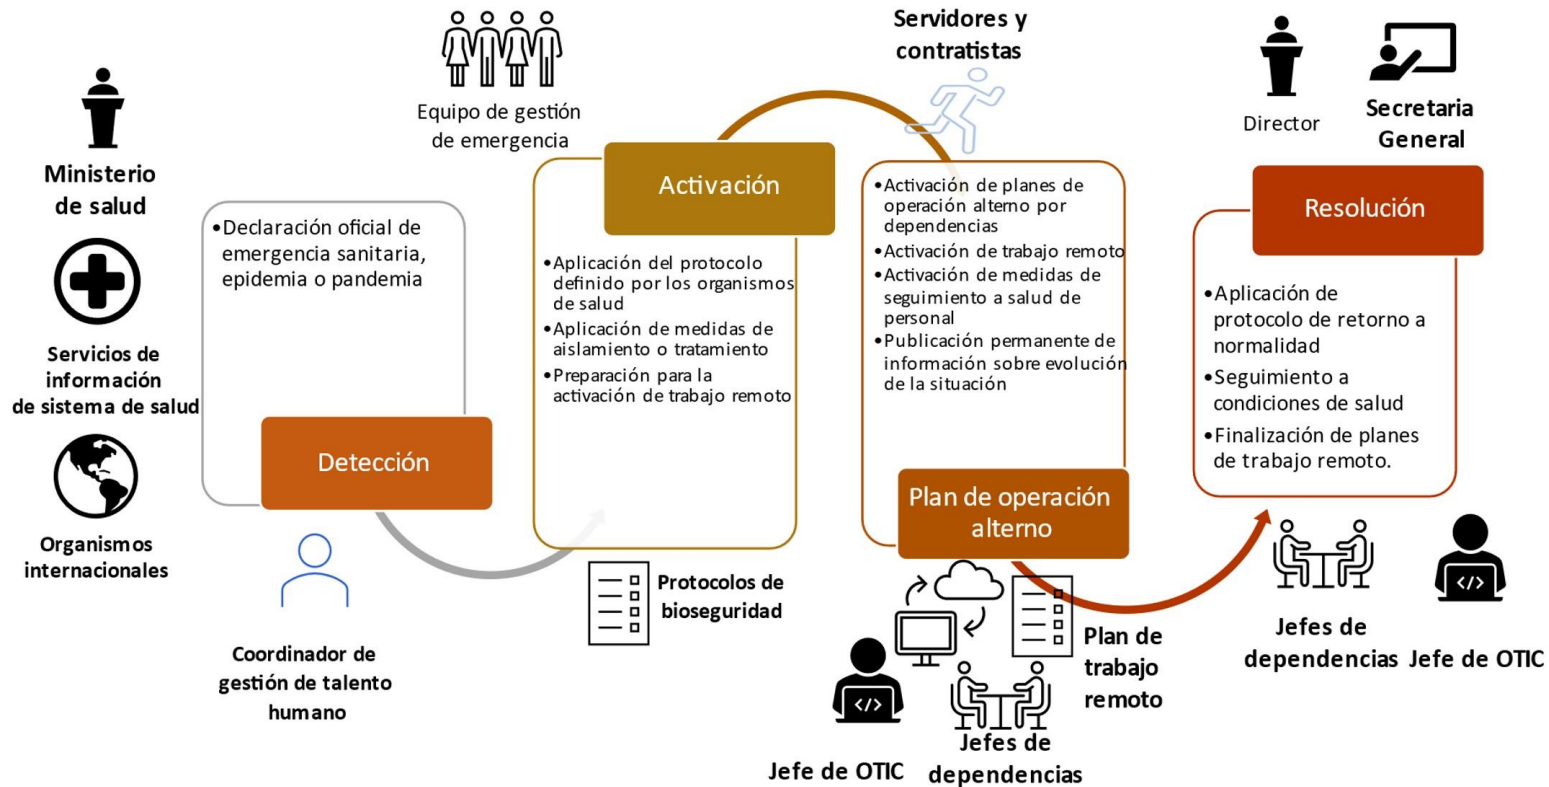 Ministerio
de salud
Servicios de
información
de sistema de salud
Organismos
internacionales
•Declaración oficial de
emergencia sanitaria,
epidemia o pandemia
Detección
Coordinador de
gestión de talento
humano
Equipo de gestión
de emergencia
Activación
•Aplicación del protocolo
definido por los organismos
de salud
•Aplicación de medidas de
aislamiento o tratamiento
•Preparación para la
activación de trabajo remoto
Protocolos de
bioseguridad
Servidores y
contratistas
•Activación de planes de
operación alterno por
dependencias
•Activación de trabajo remoto
•Activación de medidas de
seguimiento a salud de
personal
•Publicación permanente de
información sobre evolución
de la situación
Plan de operación
alterno
Plan de
trabajo
remoto
Jefe de OTIC
Jefes de
dependencias
Director
Secretaria
General
Resolución
•Aplicación de
protocolo de retorno a
normalidad
•Seguimiento a
condiciones de salud
•Finalización de planes
de trabajo remoto.
Jefes de
dependencias
Jefe de OTIC